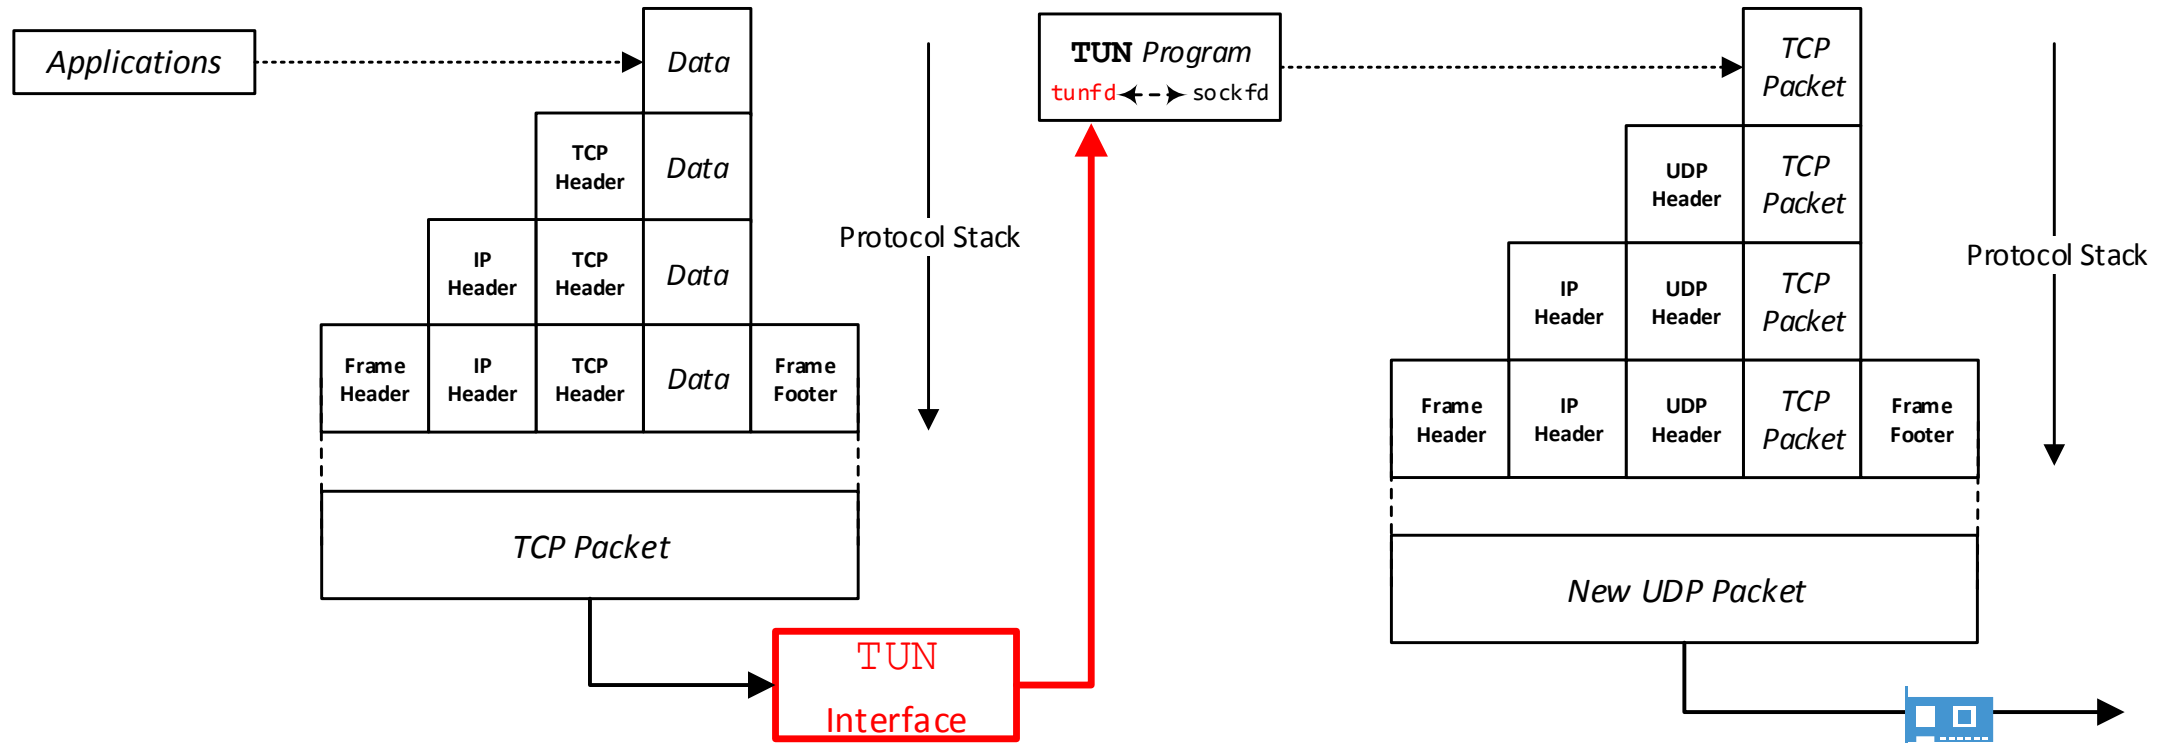 Applications
Data
TCP
Header
Data
IP
Header
TCP
Header
Data
Frame
Header
IP
Header
TCP
Header
Data
Frame
Footer
Protocol Stack
TCP Packet
TUN
Interface
TUN Program
tunfd sockfd
TCP
Packet
UDP
Header
TCP
Packet
IP
Header
UDP
Header
TCP
Packet
Frame
Header
IP
Header
UDP
Header
TCP
Packet
Frame
Footer
Protocol Stack
New UDP Packet